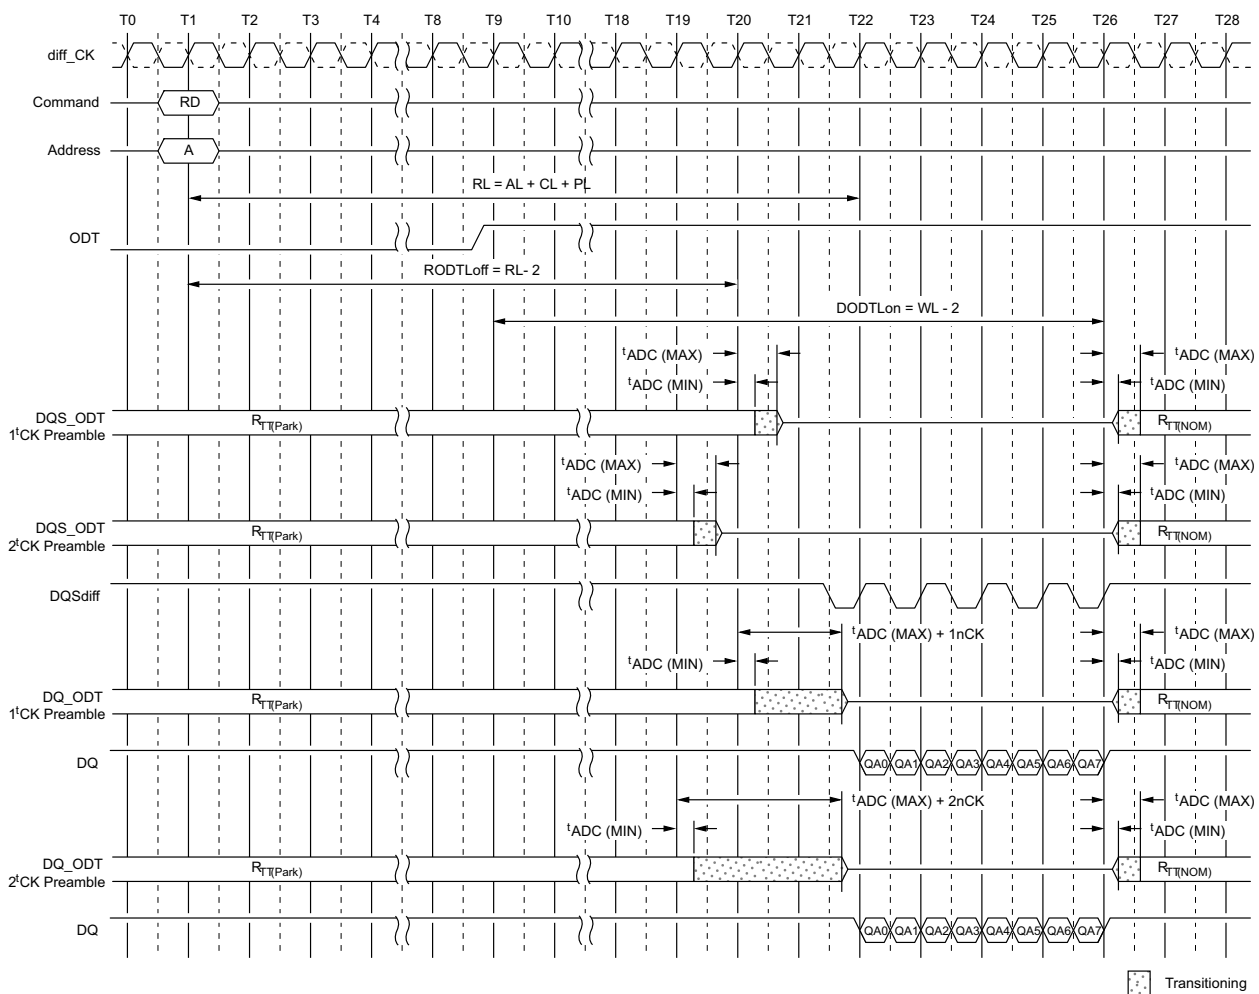 T0 T1 T2 T3 T4 T8 T9 T10 T18 T19 T20 T21 T22 T23 T24 T25 T26 T27 T28
diff_CK
Command RD
Address A
RL = AL + CL + PL
ODT
RODTLoff = RL - 2
DODTLon = WL - 2
tADC (MAX) tADC (MAX)
tADC (MIN) tADC (MIN)
DQS_ODT
1tCK Preamble
RTT(Park) RTT(NOM)
tADC (MAX) tADC (MAX)
tADC (MIN) tADC (MIN)
DQS_ODT
2tCK Preamble
RTT(Park) RTT(NOM)
DQSdiff
tADC (MAX) + 1nCK tADC (MAX)
tADC (MIN) tADC (MIN)
DQ_ODT
1tCK Preamble
RTT(Park) RTT(NOM)
DQ QA0 QA1 QA2 QA3 QA4 QA5 QA6 QA7
tADC (MAX) + 2nCK tADC (MAX)
tADC (MIN) tADC (MIN)
DQ_ODT
2tCK Preamble
RTT(Park) RTT(NOM)
DQ QA0 QA1 QA2 QA3 QA4 QA5 QA6 QA7
Transitioning